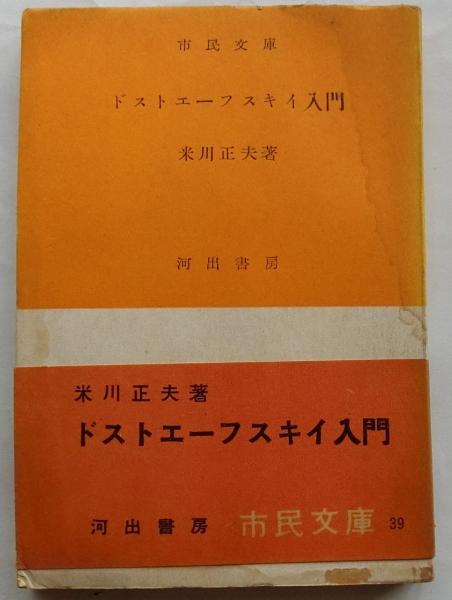 市民文庫
ドストエーフスキイ入門
米川正夫著
河出書房
米川正夫著
ドストエーフスキイ入門
河出書房 市民文庫 39